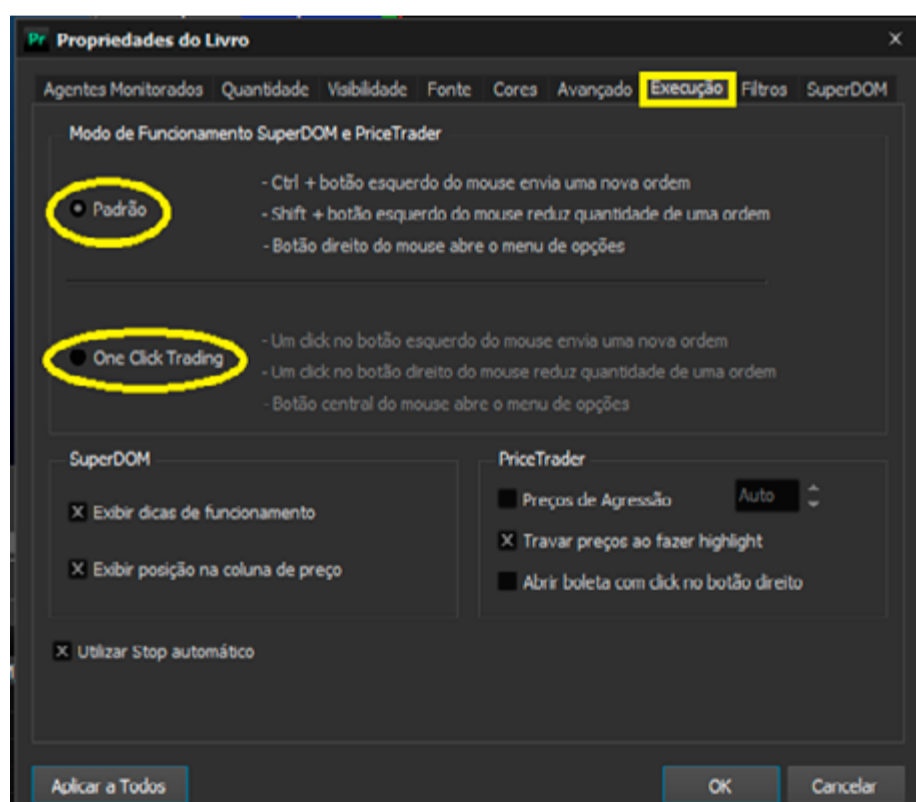 Pr Propriedades do Livro
Agentes Monitorados Quantidade Visibilidade Fonte Cores Avançado Execução Filtros SuperDOM
Modo de Funcionamento SuperDOM e PriceTrader
Padrão
- Ctrl + botão esquerdo do mouse envia uma nova ordem
- Shift + botão esquerdo do mouse reduz quantidade de uma ordem
- Botão direito do mouse abre o menu de opções
One Click Trading
- Um click no botão esquerdo do mouse envia uma nova ordem
- Um click no botão direito do mouse reduz quantidade de uma ordem
- Botão central do mouse abre o menu de opções
SuperDOM
X Exibir dicas de funcionamento
X Exibir posição na coluna de preço
PriceTrader
Preços de Agressão Auto
X Travar preços ao fazer highlight
Abrir boleta com click no botão direito
X Utilizar Stop automático
Aplicar a Todos OK Cancelar